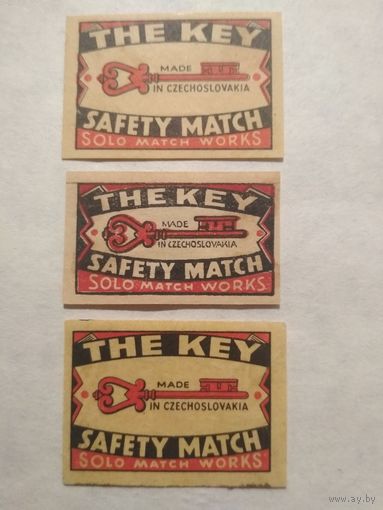 THE KEY
MADE
IN CZECHOSLOVAKIA
SAFETY MATCH
SOLO MATCH WORKS
THE KEY
MADE
IN CZECHOSLOVAKIA
SAFETY MATCH
SOLO MATCH WORKS
THE KEY
MADE
IN CZECHOSLOVAKIA
SAFETY MATCH
SOLO MATCH WORKS
www.ay.by